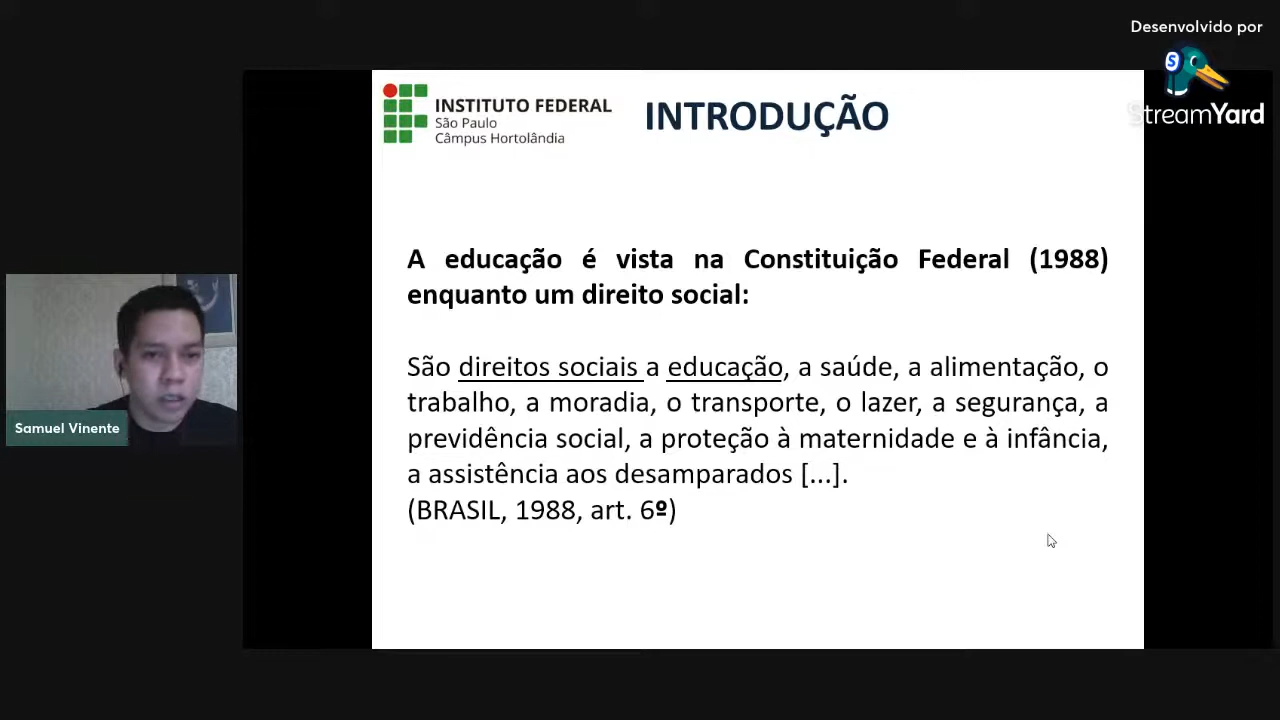 Desenvolvido por
StreamYard
INSTITUTO FEDERAL
São Paulo
Câmpus Hortolândia
INTRODUÇÃO
A educação é vista na Constituição Federal (1988)
enquanto um direito social:
São direitos sociais a educação, a saúde, a alimentação, o
trabalho, a moradia, o transporte, o lazer, a segurança, a
previdência social, a proteção à maternidade e à infância,
a assistência aos desamparados [...].
(BRASIL, 1988, art. 6º)
Samuel Vinente